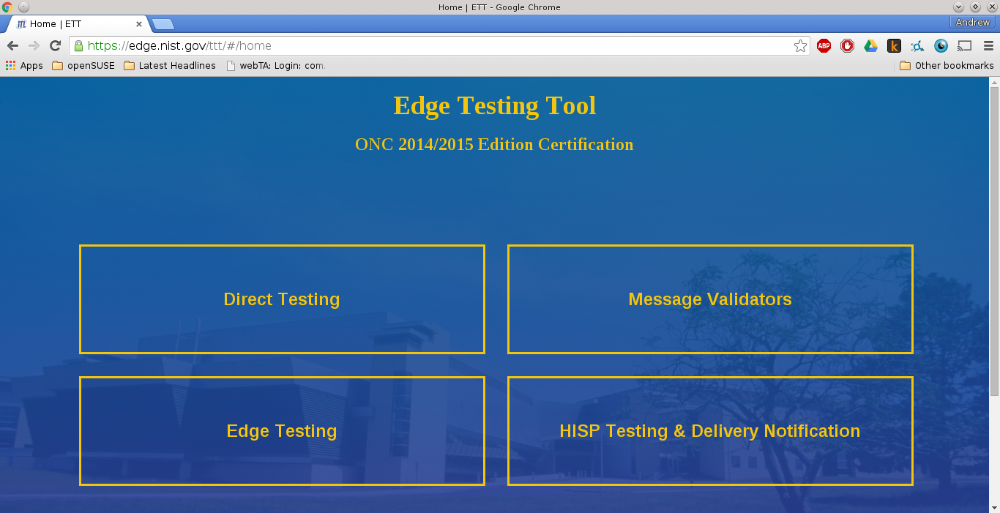 Home | ETT - Google Chrome
Home | ETT
Andrew
https://edge.nist.gov/ttt/#/home
ABP
k
Apps
openSUSE
Latest Headlines
webTA: Login: com.
Other bookmarks
Edge Testing Tool
ONC 2014/2015 Edition Certification
Direct Testing
Message Validators
Edge Testing
HISP Testing & Delivery Notification